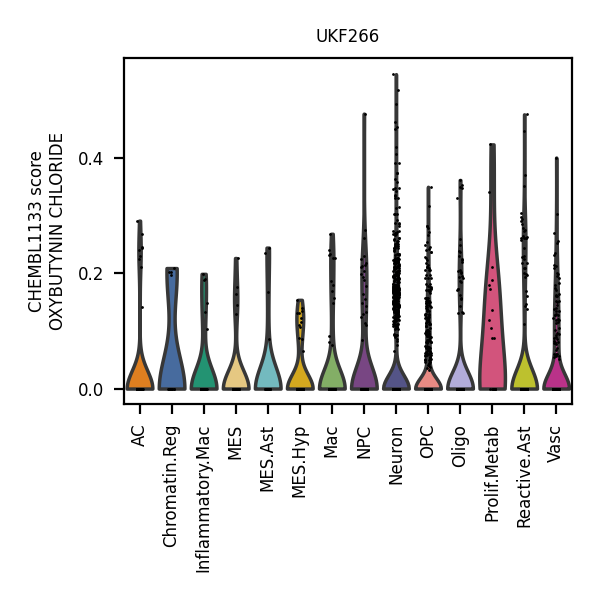 UKF266
CHEMBL1133 score
OXYBUTYNIN CHLORIDE
0.4
0.2
0.0
AC
Chromatin.Reg
Inflammatory.Mac
MES
MES.Ast
MES.Hyp
Mac
NPC
Neuron
OPC
Oligo
Prolif.Metab
Reactive.Ast
Vasc